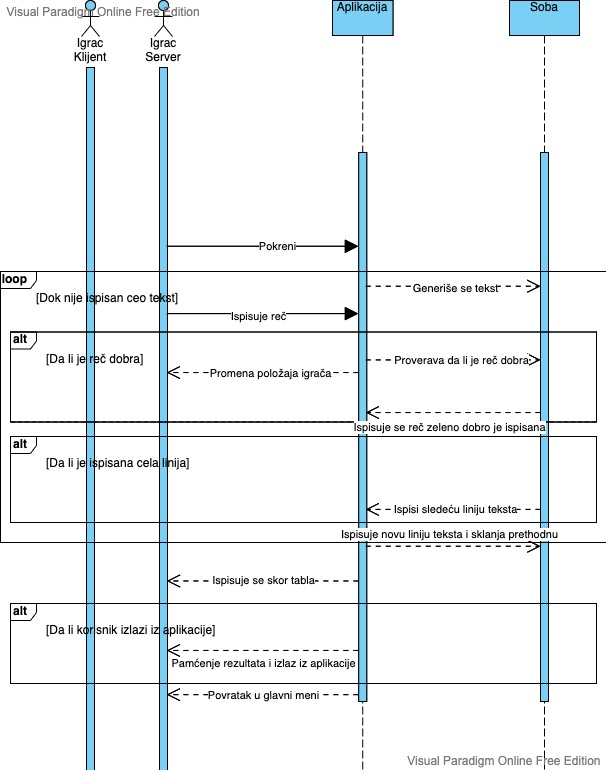 Visual Paradigm Online Free Edition
Igrac
Klijent
Igrac
Server
Aplikacija
Soba
Pokreni
loop
Generiše se tekst
[Dok nije ispisan ceo tekst]
Ispisuje reč
alt
[Da li je reč dobra]
Proverava da li je reč dobra
Promena položaja igrača
Ispisuje se reč zeleno dobro je ispisana
alt
[Da li je ispisana cela linija]
Ispisi sledeću liniju teksta
Ispisuje novu liniju teksta i sklanja prethodnu
Ispisuje se skor tabla
alt
[Da li korisnik izlazi iz aplikacije]
Pamćenje rezultata i izlaz iz aplikacije
Povratak u glavni meni
Visual Paradigm Online Free Edition